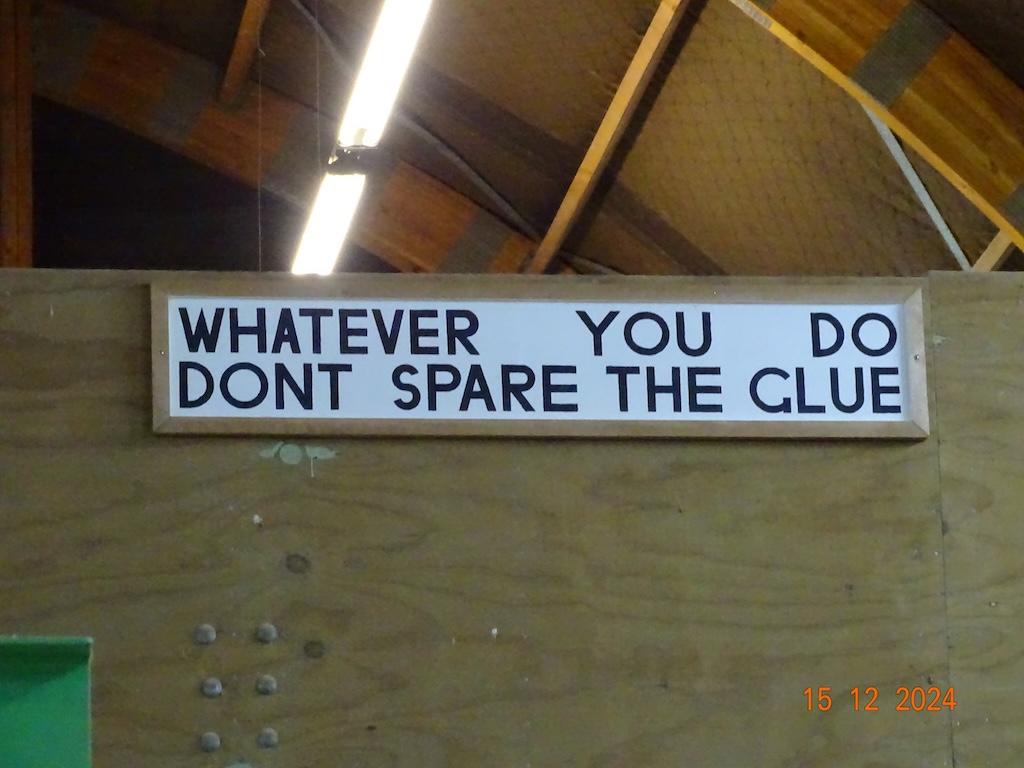 WHATEVER YOU DO
DONT SPARE THE GLUE
15 12 2024